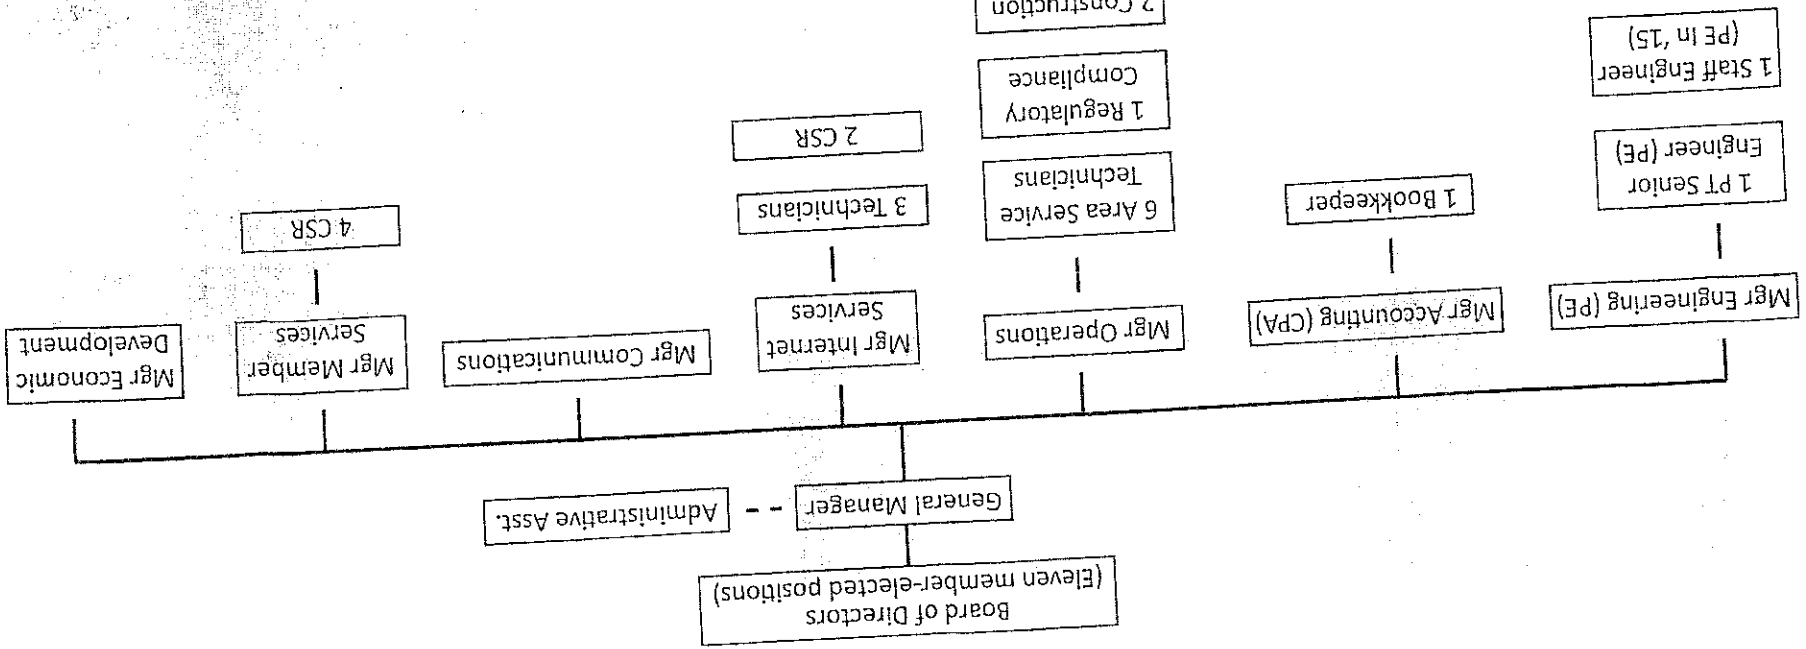 Board of Directors
(Eleven member-elected positions)
General Manager
Administrative Asst.
Mgr Engineering (PE)
Mgr Accounting (CPA)
Mgr Operations
Mgr Internet
Services
Mgr Communications
Mgr Member
Services
Mgr Economic
Development
1 PT Senior
Engineer (PE)
1 Staff Engineer
(PE In '15)
1 Bookkeeper
6 Area Service
Technicians
1 Regulatory
Compliance
2 Construction
3 Technicians
2 CSR
4 CSR